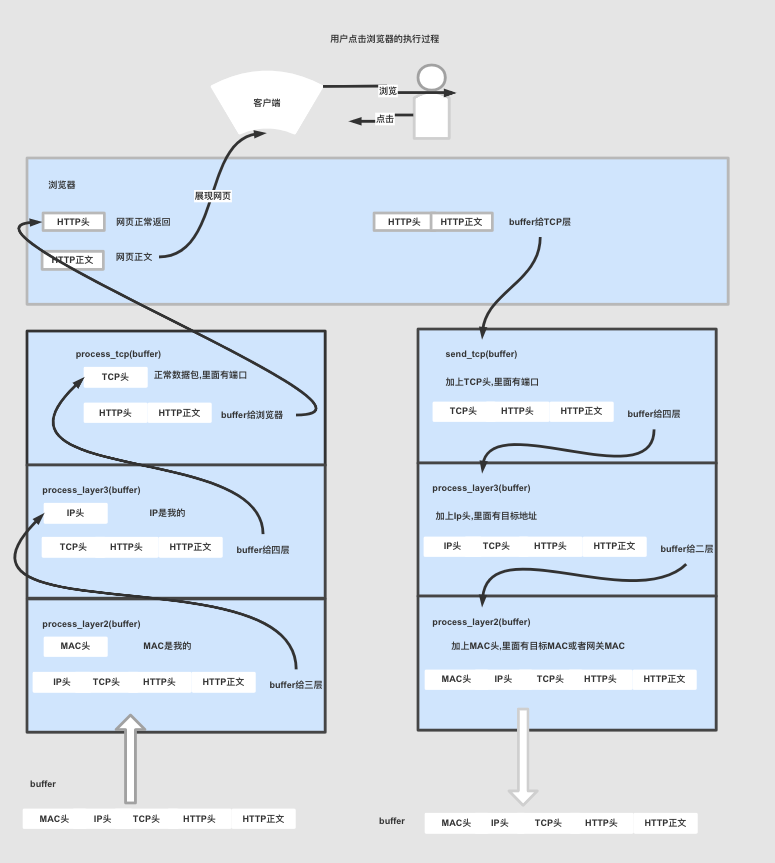 用户点击浏览器的执行过程
客户端
浏览
点击
浏览器
展现网页
HTTP头 网页正常返回
HTTP正文 网页正文
HTTP头 HTTP正文 buffer给TCP层
process_tcp(buffer)
TCP头 正常数据包,里面有端口
HTTP头 HTTP正文 buffer给浏览器
process_layer3(buffer)
IP头 IP是我的
TCP头 HTTP头 HTTP正文 buffer给四层
process_layer2(buffer)
MAC头 MAC是我的
IP头 TCP头 HTTP头 HTTP正文 buffer给三层
buffer
MAC头 IP头 TCP头 HTTP头 HTTP正文
send_tcp(buffer)
加上TCP头,里面有端口
TCP头 HTTP头 HTTP正文 buffer给四层
process_layer3(buffer)
加上Ip头,里面有目标地址
IP头 TCP头 HTTP头 HTTP正文 buffer给二层
process_layer2(buffer)
加上MAC头,里面有目标MAC或者网关MAC
MAC头 IP头 TCP头 HTTP头 HTTP正文
buffer MAC头 IP头 TCP头 HTTP头 HTTP正文